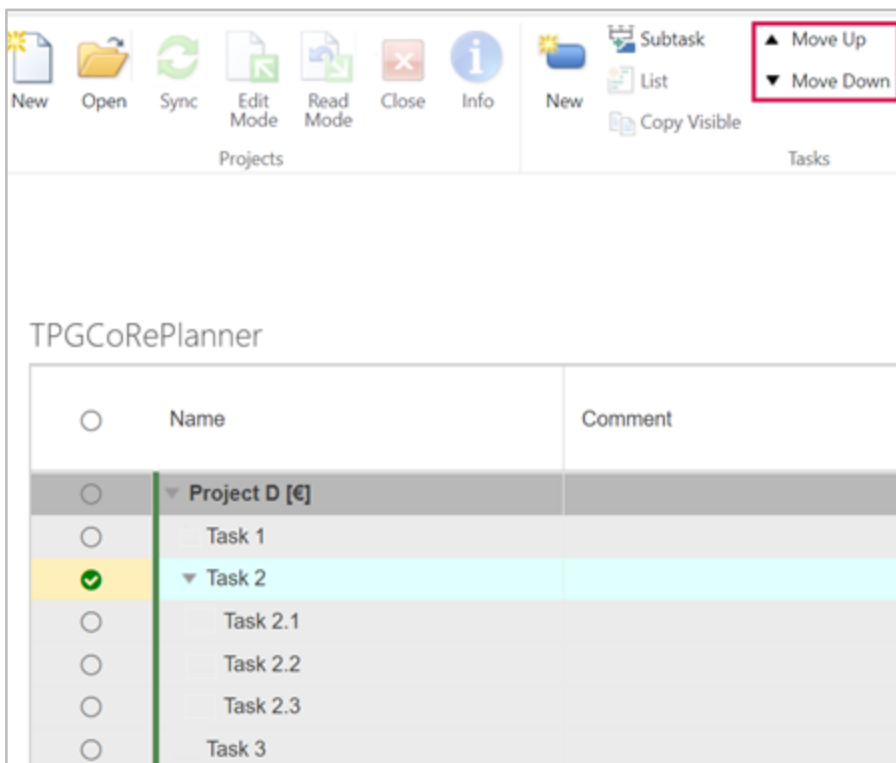 New
Open
Sync
Edit
Mode
Read
Mode
Close
Info
Projects
New
Subtask
List
Copy Visible
Move Up
Move Down
Tasks
TPGCoRePlanner
Name Comment
Project D [€]
Task 1
Task 2
Task 2.1
Task 2.2
Task 2.3
Task 3